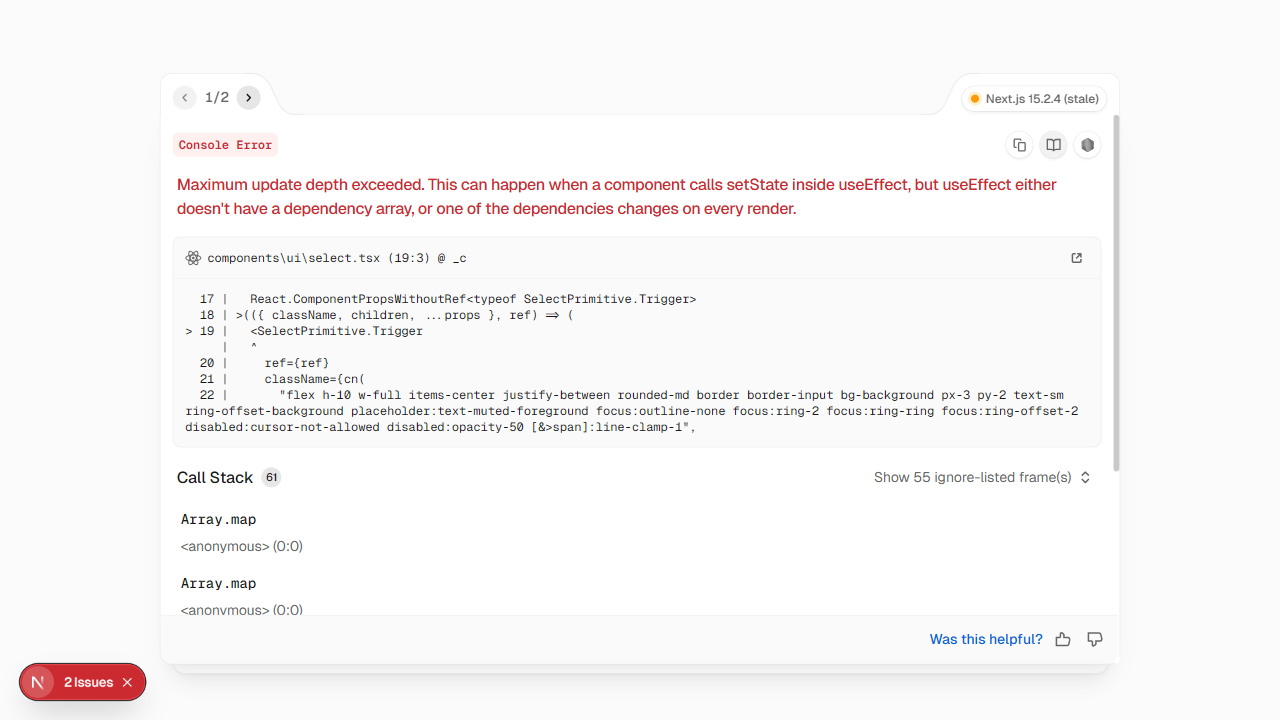 1/2
Next.js 15.2.4 (stale)
Console Error
Maximum update depth exceeded. This can happen when a component calls setState inside useEffect, but useEffect either
doesn't have a dependency array, or one of the dependencies changes on every render.
components\ui\select.tsx (19:3) @ _c
17 |   React.ComponentPropsWithoutRef<typeof SelectPrimitive.Trigger>
18 | >(({ className, children, ...props }, ref) => (
> 19 |   <SelectPrimitive.Trigger
|   ^
20 |     ref={ref}
21 |     className={cn(
22 |       "flex h-10 w-full items-center justify-between rounded-md border border-input bg-background px-3 py-2 text-sm
ring-offset-background placeholder:text-muted-foreground focus:outline-none focus:ring-2 focus:ring-ring focus:ring-offset-2
disabled:cursor-not-allowed disabled:opacity-50 [&>span]:line-clamp-1",
Call Stack 61
Show 55 ignore-listed frame(s)
Array.map
<anonymous> (0:0)
Array.map
<anonymous> (0:0)
Was this helpful?
N 2 Issues